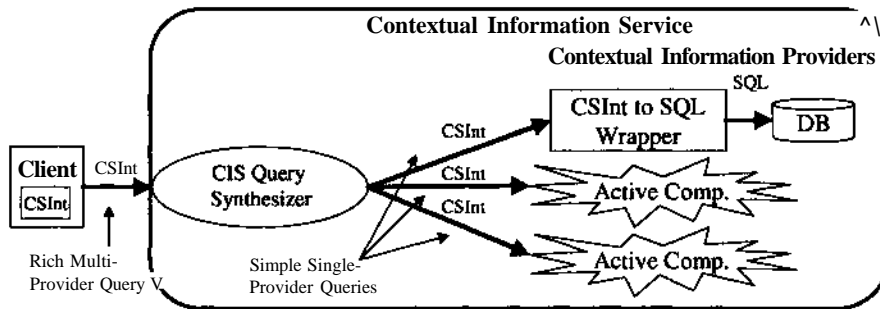 Contextual Information Service
^\
Contextual Information Providers
SQL
CSInt to SQL
Wrapper
DB
CSInt
Client
CSInt
CSInt
CIS Query
Synthesizer
CSInt
Active Comp.
CSInt
Active Comp.
Rich Multi-
Provider Query V
Simple Single-
Provider Queries